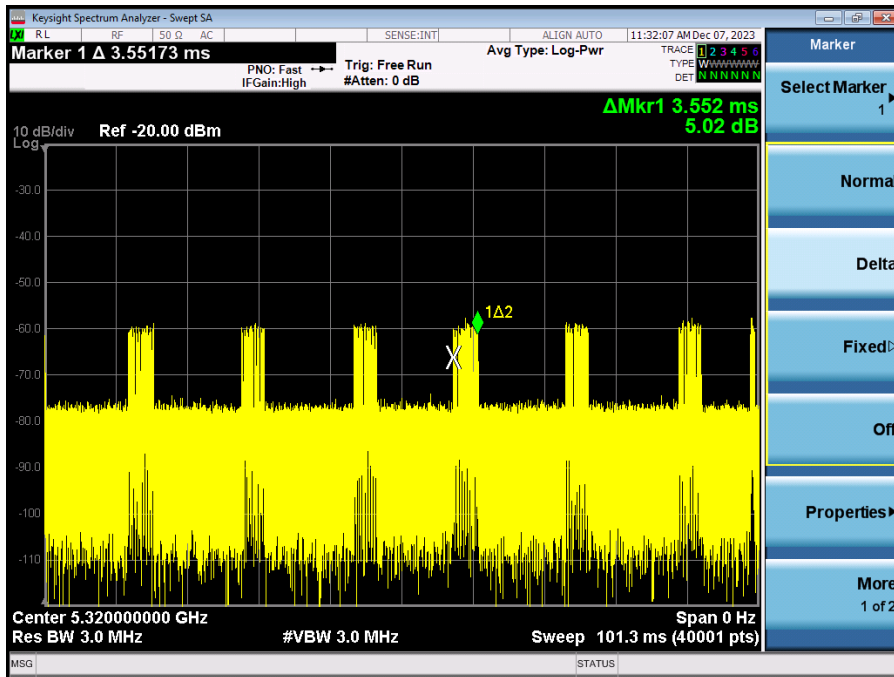 Keysight Spectrum Analyzer - Swept SA
LXI RL RF 50 Ω AC SENSE:INT ALIGN AUTO 11:32:07 AM Dec 07, 2023
Marker 1 Δ 3.55173 ms
PNO: Fast
IFGain:High
Trig: Free Run
#Atten: 0 dB
Avg Type: Log-Pwr
TRACE 1 2 3 4 5 6
TYPE WWWWWW
DET N N N N N N
ΔMkr1 3.552 ms
5.02 dB
10 dB/div
Log
Ref -20.00 dBm
-30.0
-40.0
-50.0
-60.0
-70.0
-80.0
-90.0
-100
-110
1Δ2
X
Center 5.320000000 GHz
Span 0 Hz
Res BW 3.0 MHz
#VBW 3.0 MHz
Sweep 101.3 ms (40001 pts)
MSG
STATUS
Marker
Select Marker
1
Normal
Delta
Fixed
Off
Properties
More
1 of 2